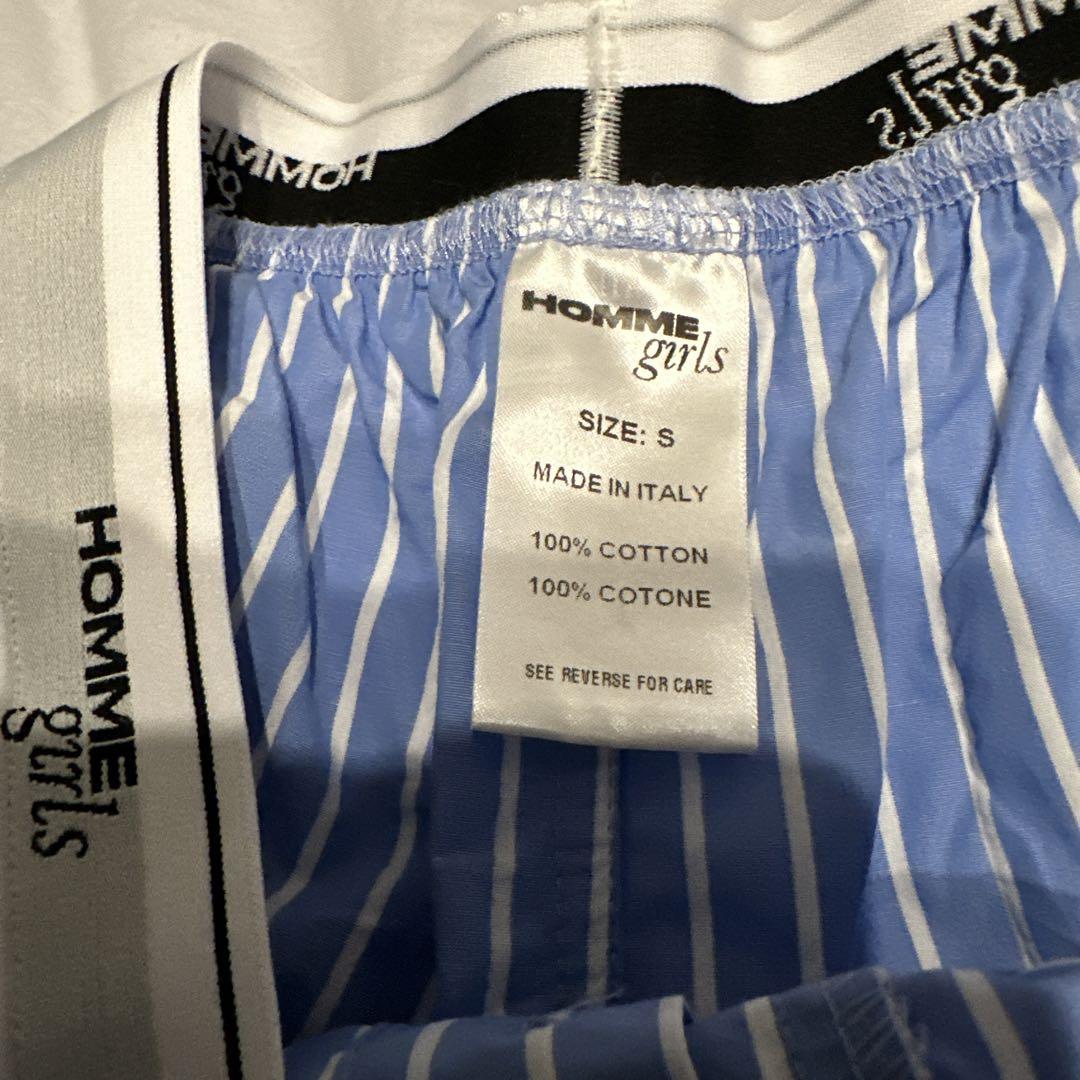 HOMME
girls
HOMME
girls
SIZE: S
MADE IN ITALY
100% COTTON
100% COTONE
SEE REVERSE FOR CARE
HOMME
girls